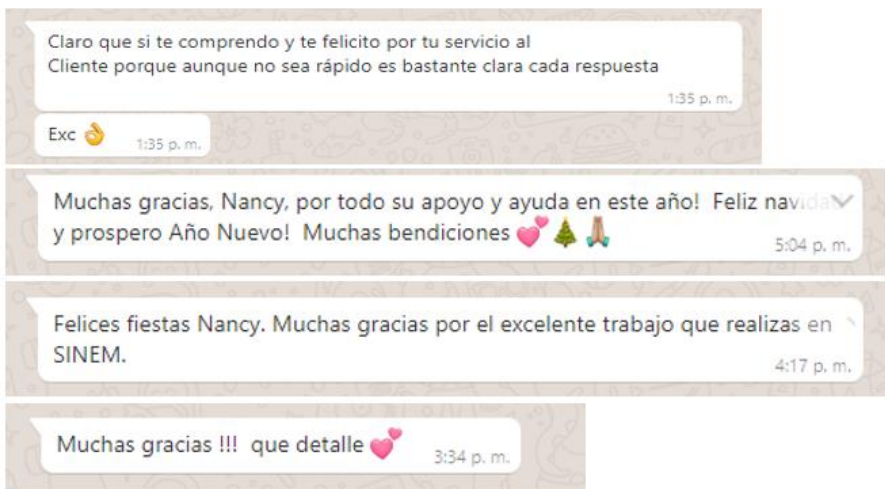 Claro que si te comprendo y te felicito por tu servicio al
Cliente porque aunque no sea rápido es bastante clara cada respuesta
1:35 p. m.
Exc 👌
1:35 p. m.
Muchas gracias, Nancy, por todo su apoyo y ayuda en este año! Feliz navidad
y prospero Año Nuevo! Muchas bendiciones 💕🎄🙏🏽
5:04 p. m.
Felices fiestas Nancy. Muchas gracias por el excelente trabajo que realizas en
SINEM.
4:17 p. m.
Muchas gracias !!! que detalle 💕
3:34 p. m.